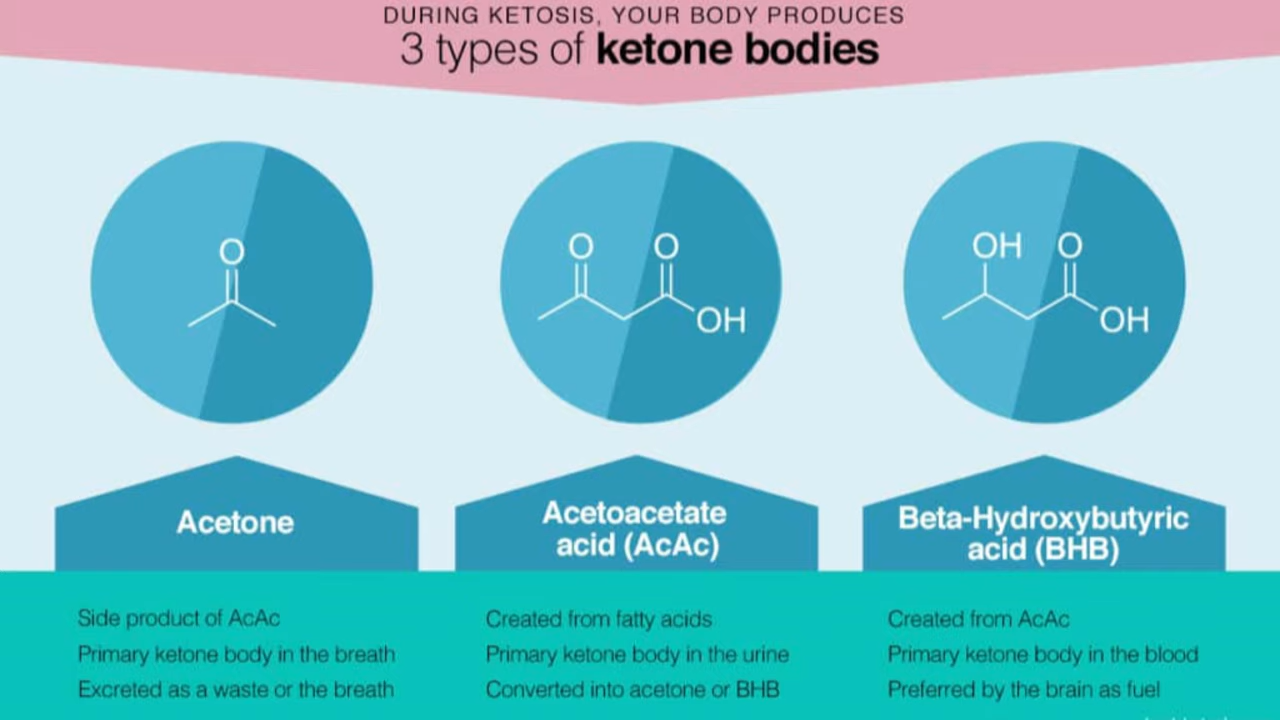 DURING KETOSIS, YOUR BODY PRODUCES
3 types of ketone bodies
O
O
O
OH
OH
O
OH
Acetone
Acetoacetate
acid (AcAc)
Beta-Hydroxybutyric
acid (BHB)
Side product of AcAc
Primary ketone body in the breath
Excreted as a waste or the breath
Created from fatty acids
Primary ketone body in the urine
Converted into acetone or BHB
Created from AcAc
Primary ketone body in the blood
Preferred by the brain as fuel